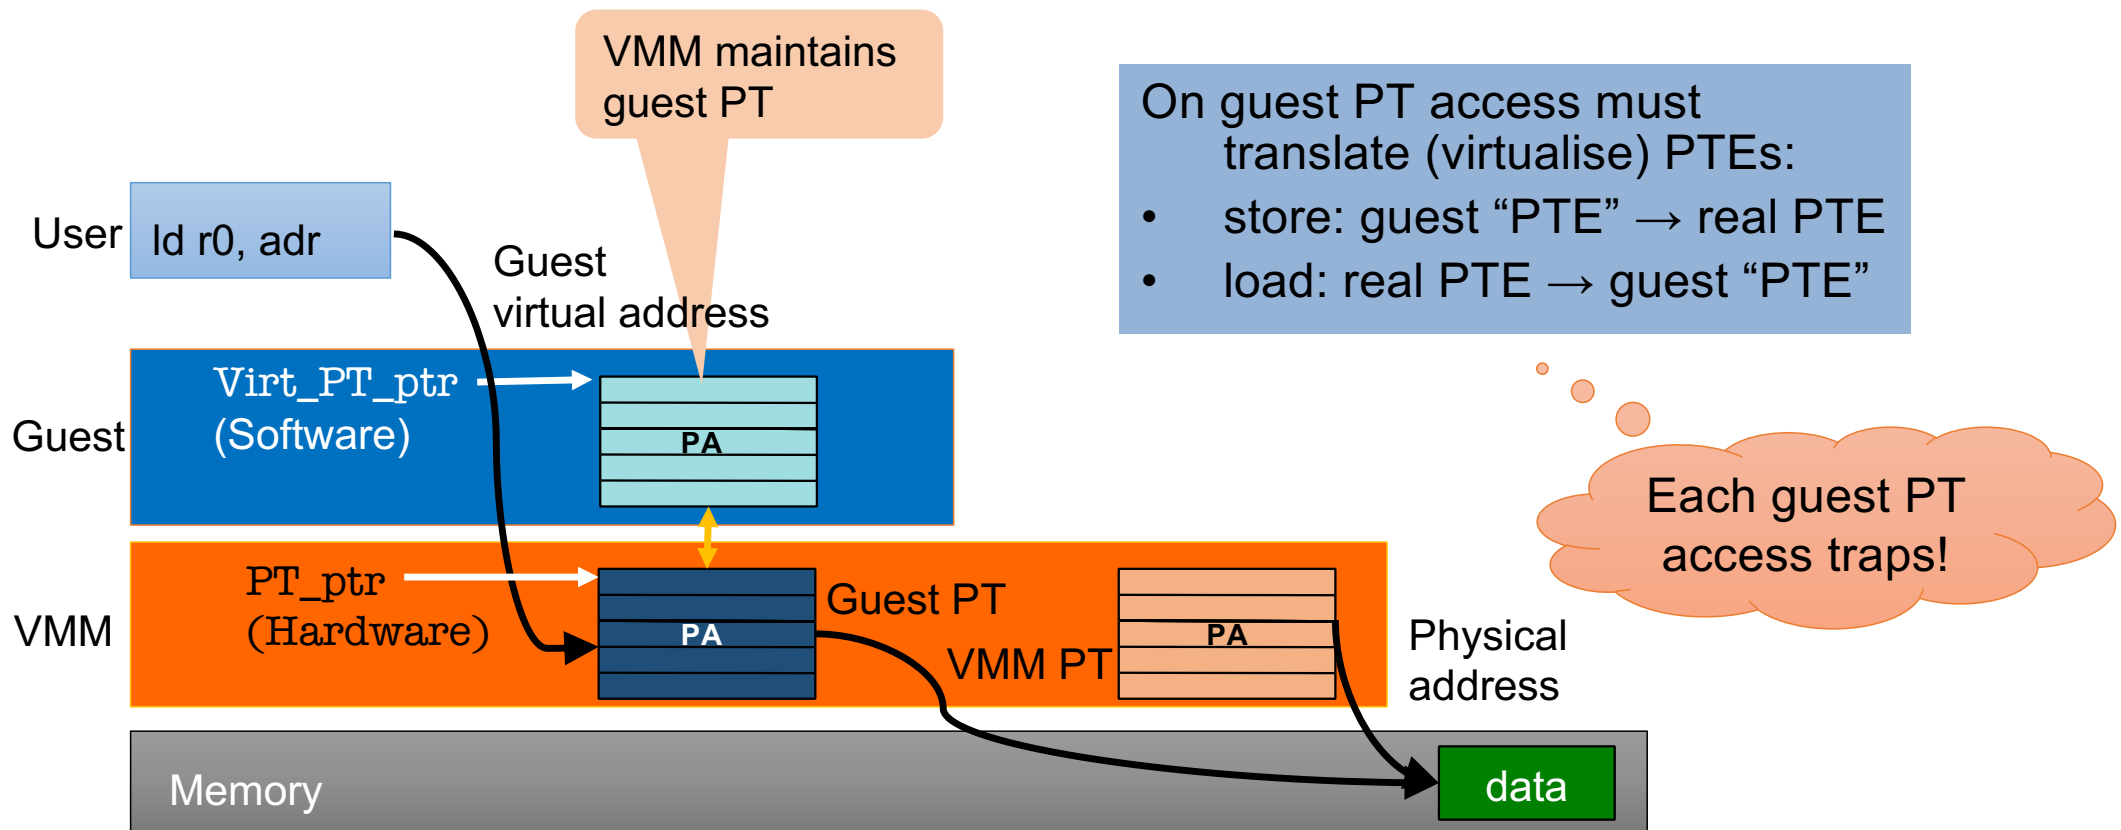 VMM maintains
guest PT
On guest PT access must
translate (virtualise) PTEs:
• store: guest “PTE” → real PTE
• load: real PTE → guest “PTE”
User
ld r0, adr
Guest
virtual address
Virt_PT_ptr
(Software)
Guest
PA
Each guest PT
access traps!
PT_ptr
(Hardware)
VMM
PA
Guest PT
VMM PT
PA
Physical
address
Memory
data